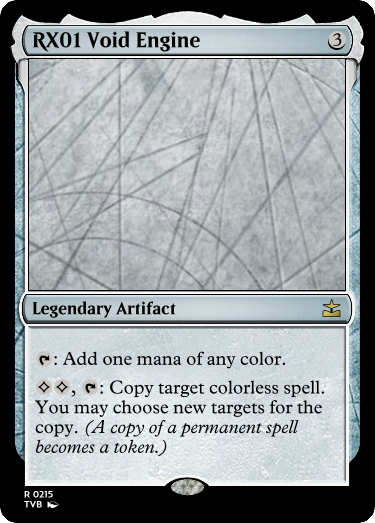 RX01 Void Engine 3
Legendary Artifact
: Add one mana of any color.
, : Copy target colorless spell.
You may choose new targets for the
copy. (A copy of a permanent spell
becomes a token.)
R 0215
TVB